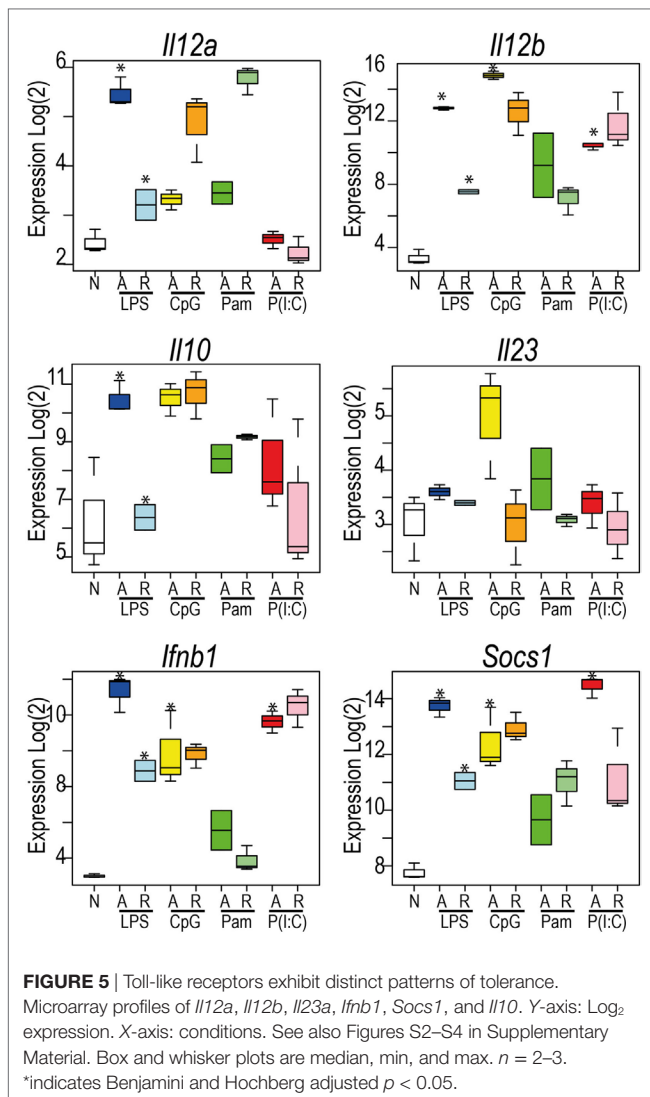 Il12a
Il12b
Expression Log(2)
6
4
2
*
*
N A R A R A R A R
LPS CpG Pam P(I:C)
Expression Log(2)
16
12
8
4
*
*
*
*
N A R A R A R A R
LPS CpG Pam P(I:C)
Il10
Il23
Expression Log(2)
11
9
7
5
*
*
N A R A R A R A R
LPS CpG Pam P(I:C)
Expression Log(2)
5
3
3
N A R A R A R A R
LPS CpG Pam P(I:C)
Ifnb1
Socs1
Expression Log(2)
10
8
4
*
*
*
*
N A R A R A R A R
LPS CpG Pam P(I:C)
Expression Log(2)
14
12
10
8
*
*
*
*
N A R A R A R A R
LPS CpG Pam P(I:C)
FIGURE 5 | Toll-like receptors exhibit distinct patterns of tolerance.
Microarray profiles of Il12a, Il12b, Il23a, Ifnb1, Socs1, and Il10. Y-axis: Log₂
expression. X-axis: conditions. See also Figures S2–S4 in Supplementary
Material. Box and whisker plots are median, min, and max. n = 2–3.
*indicates Benjamini and Hochberg adjusted p < 0.05.